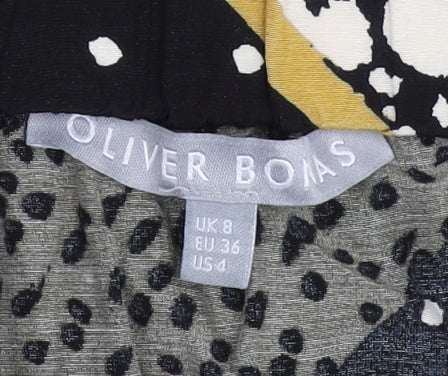 OLIVER BONAS
UK 8
EU 36
US 4